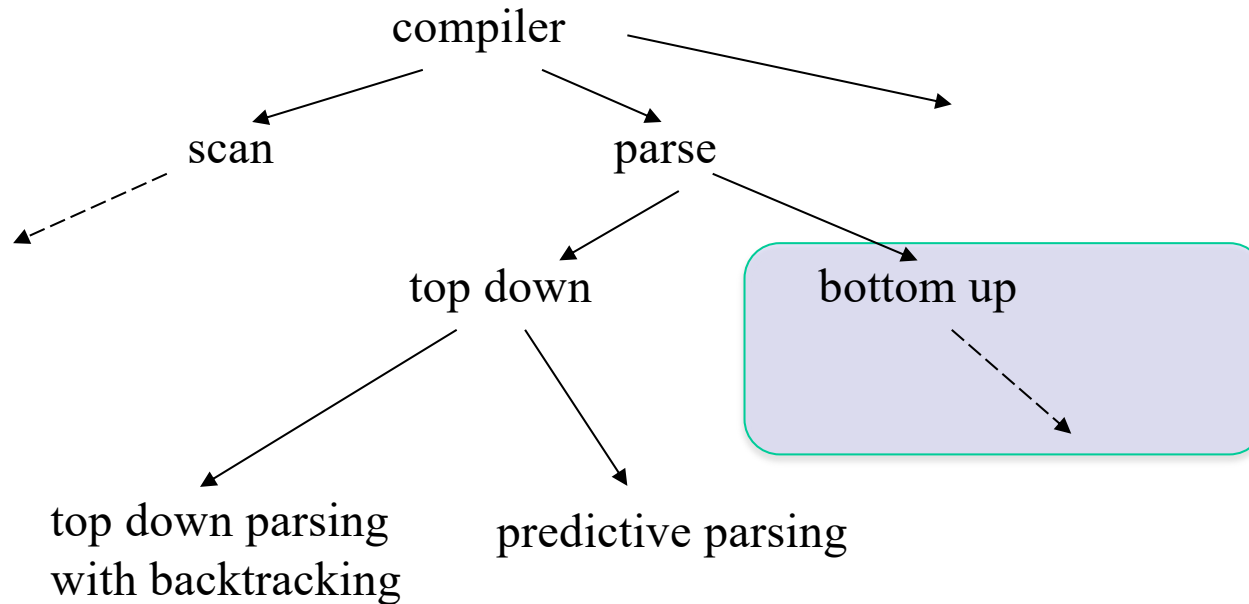 compiler
scan
parse
top down
bottom up
top down parsing
with backtracking
predictive parsing